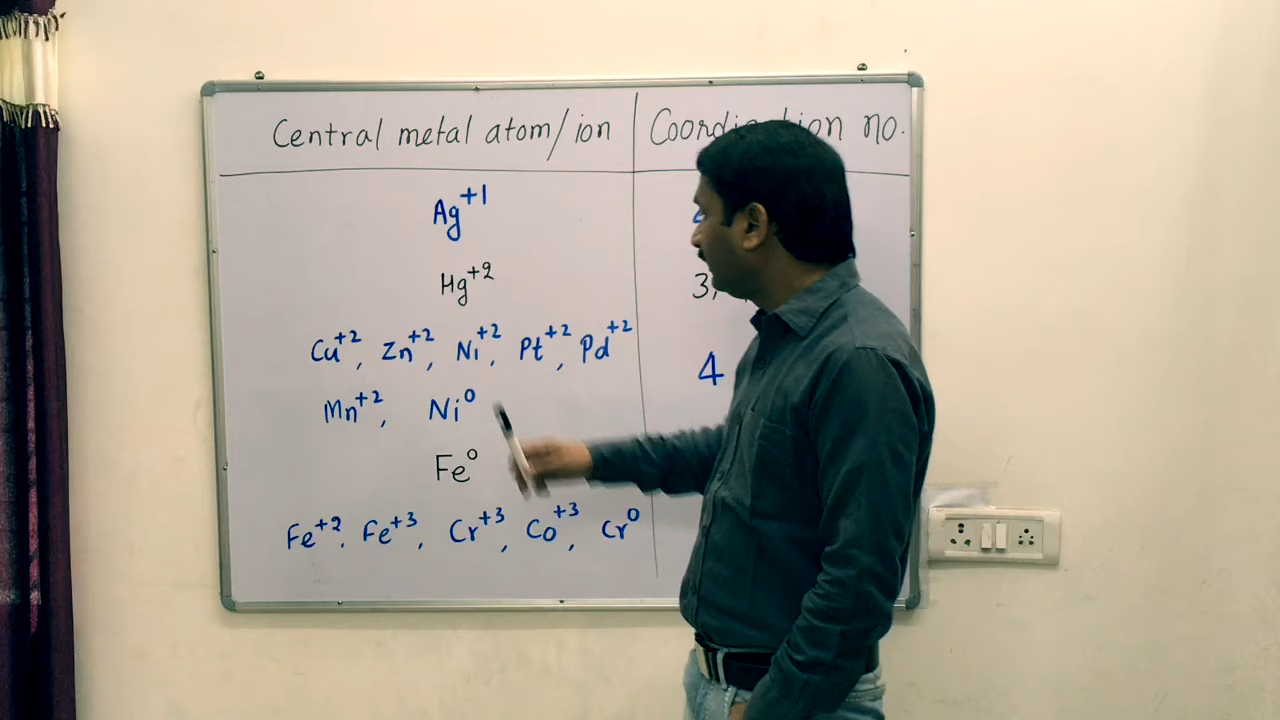 Central metal atom/ion
no.
Ag+1
Hg+2
3,
Cu+2, Zn+2, Ni+2, Pt+2, Pd+2
4
Mn+2, Ni0
Fe0
Fe+2, Fe+3, Cr+3, Co+3, Cr0